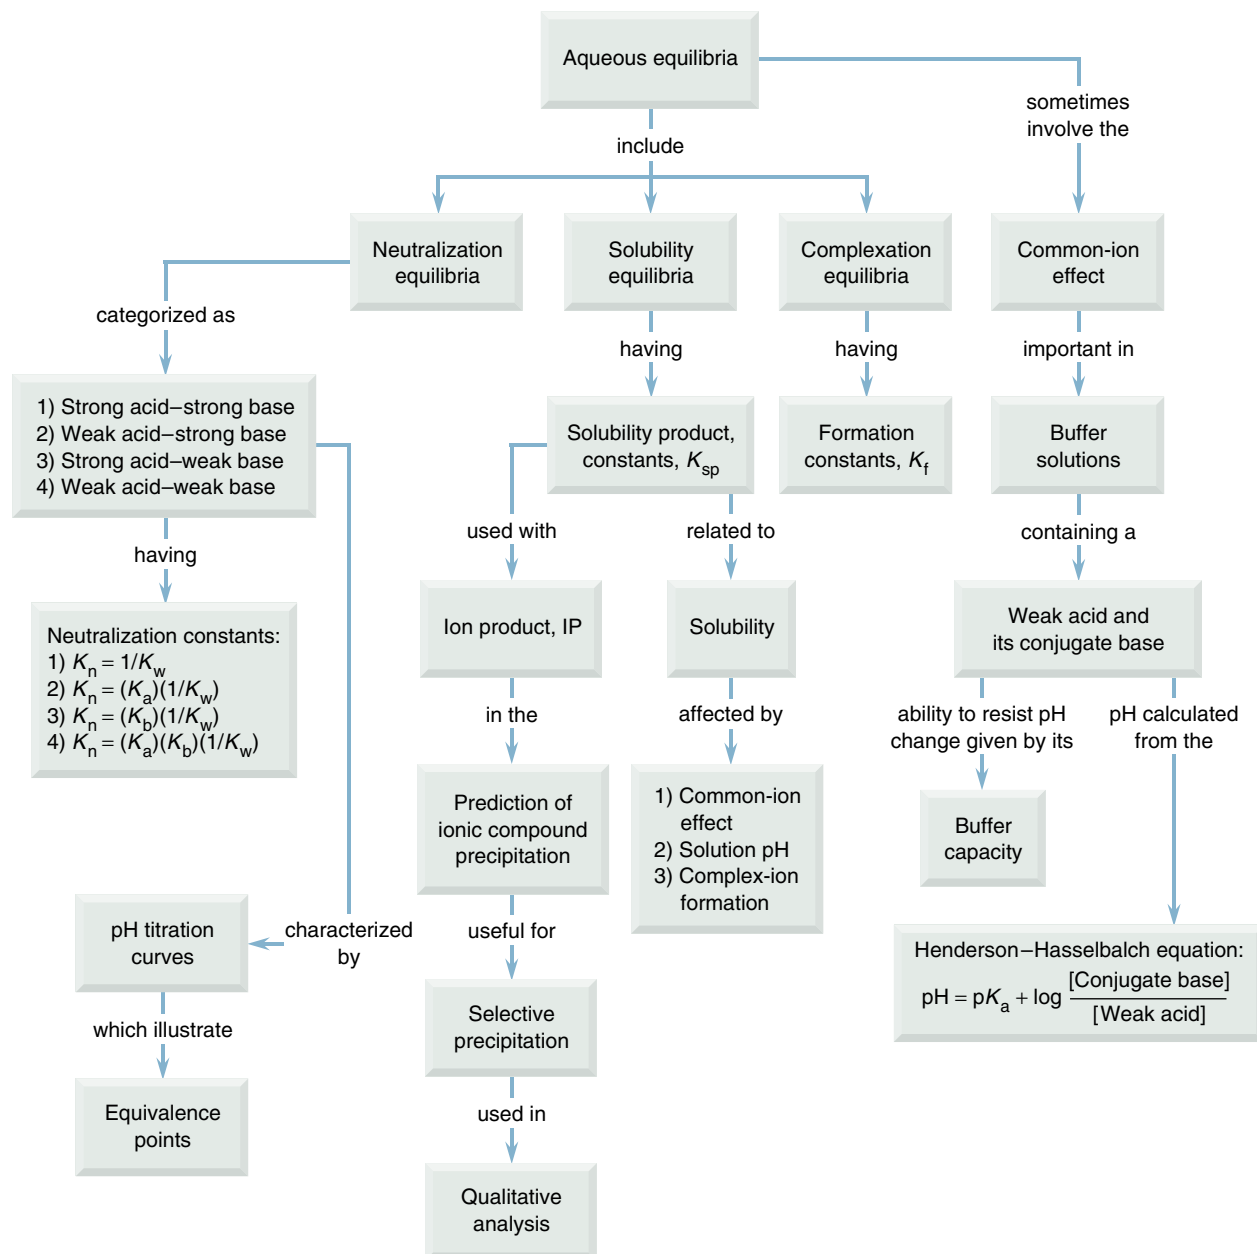 Aqueous equilibria
sometimes
involve the
include
Neutralization
equilibria
Solubility
equilibria
Complexation
equilibria
Common-ion
effect
categorized as
having
having
important in
1) Strong acid–strong base
2) Weak acid–strong base
3) Strong acid–weak base
4) Weak acid–weak base
Solubility product,
constants, Ksp
Formation
constants, Kf
Buffer
solutions
having
used with
related to
containing a
Neutralization constants:
1) Kn = 1/Kw
2) Kn = (Ka)(1/Kw)
3) Kn = (Kb)(1/Kw)
4) Kn = (Ka)(Kb)(1/Kw)
Ion product, IP
Solubility
Weak acid and
its conjugate base
in the
affected by
ability to resist pH
change given by its
pH calculated
from the
Prediction of
ionic compound
precipitation
1) Common-ion
effect
2) Solution pH
3) Complex-ion
formation
Buffer
capacity
pH titration
curves
characterized
by
useful for
Henderson–Hasselbalch equation:
pH = pKa + log [Conjugate base]
[Weak acid]
which illustrate
Selective
precipitation
Equivalence
points
used in
Qualitative
analysis